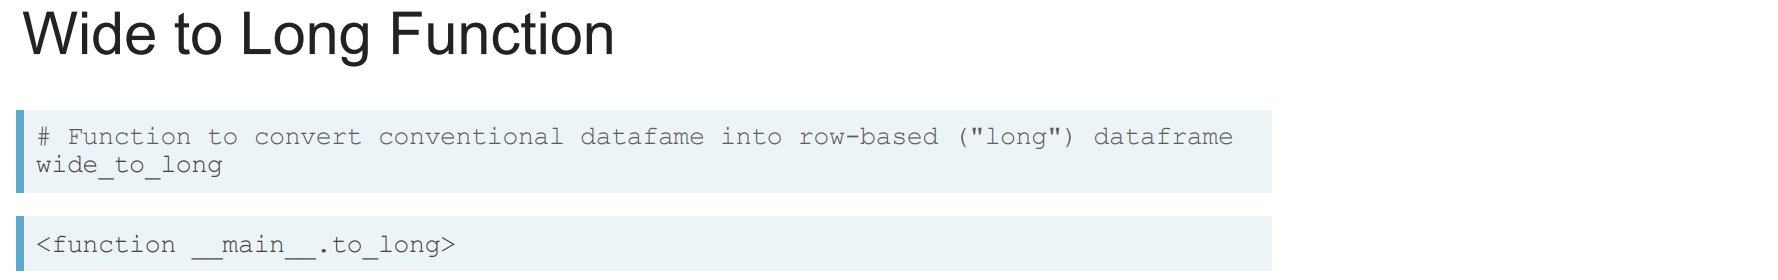 Wide to Long Function
# Function to convert conventional datafame into row-based ("long") dataframe
wide_to_long
<function __main__.to_long>